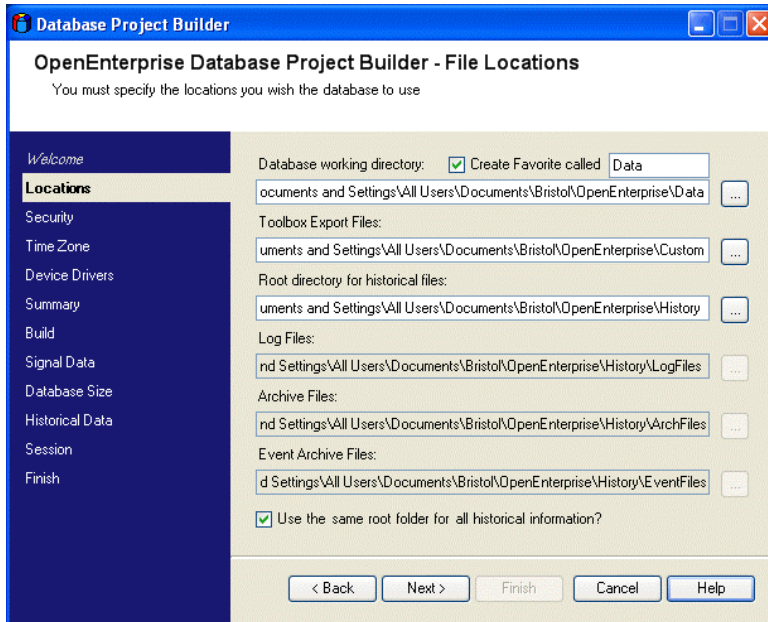 Database Project Builder
OpenEnterprise Database Project Builder - File Locations
You must specify the locations you wish the database to use
Welcome
Locations
Security
Time Zone
Device Drivers
Summary
Build
Signal Data
Database Size
Historical Data
Session
Finish
Database working directory: Create Favorite called Data
ocuments and Settings\All Users\Documents\Bristol\OpenEnterprise\Data ...
Toolbox Export Files:
uments and Settings\All Users\Documents\Bristol\OpenEnterprise\Custom ...
Root directory for historical files:
uments and Settings\All Users\Documents\Bristol\OpenEnterprise\History ...
Log Files:
nd Settings\All Users\Documents\Bristol\OpenEnterprise\History\LogFiles ...
Archive Files:
nd Settings\All Users\Documents\Bristol\OpenEnterprise\History\ArchFiles ...
Event Archive Files:
d Settings\All Users\Documents\Bristol\OpenEnterprise\History\EventFiles ...
Use the same root folder for all historical information?
< Back Next > Finish Cancel Help